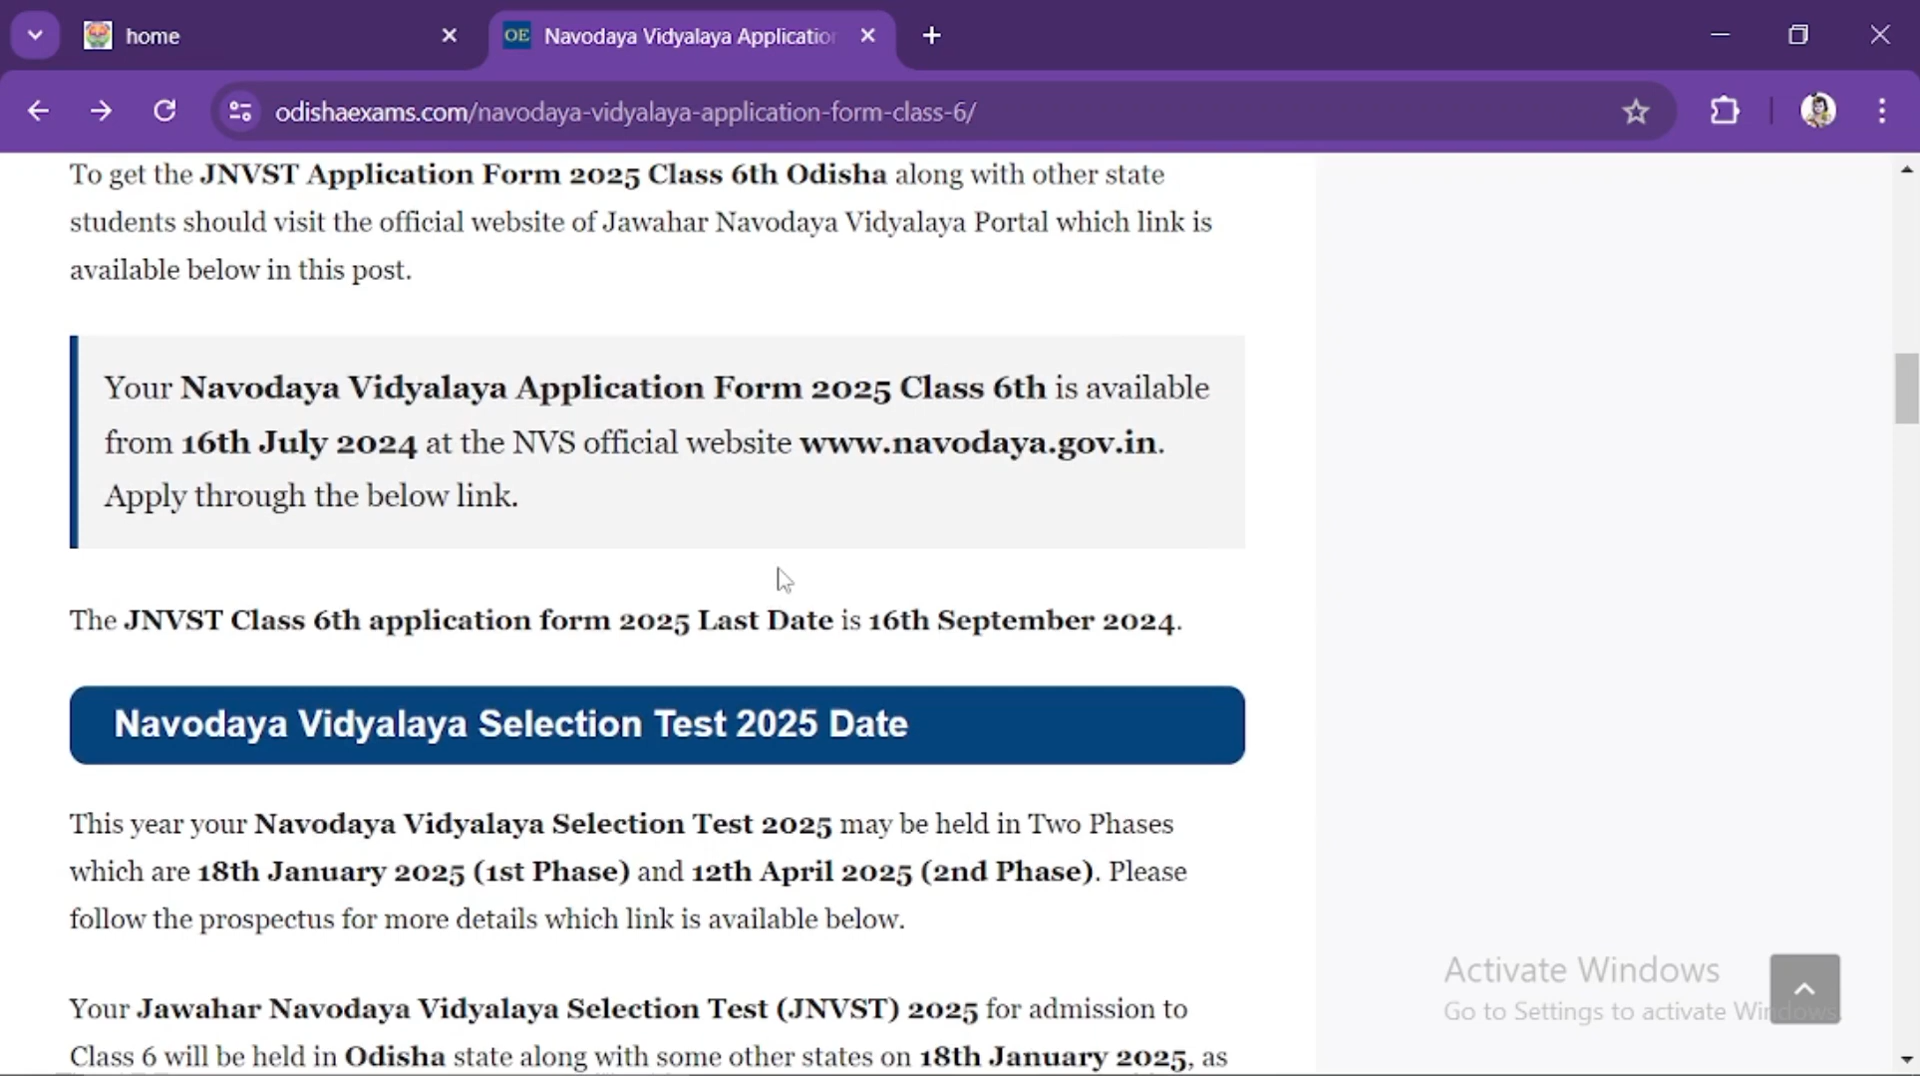 home
OE Navodaya Vidyalaya Application
odishaexams.com/navodaya-vidyalaya-application-form-class-6/
To get the JNVST Application Form 2025 Class 6th Odisha along with other state
students should visit the official website of Jawahar Navodaya Vidyalaya Portal which link is
available below in this post.
Your Navodaya Vidyalaya Application Form 2025 Class 6th is available
from 16th July 2024 at the NVS official website www.navodaya.gov.in.
Apply through the below link.
The JNVST Class 6th application form 2025 Last Date is 16th September 2024.
Navodaya Vidyalaya Selection Test 2025 Date
This year your Navodaya Vidyalaya Selection Test 2025 may be held in Two Phases
which are 18th January 2025 (1st Phase) and 12th April 2025 (2nd Phase). Please
follow the prospectus for more details which link is available below.
Your Jawahar Navodaya Vidyalaya Selection Test (JNVST) 2025 for admission to
Class 6 will be held in Odisha state along with some other states on 18th January 2025, as
Activate Windows
Go to Settings to activate Windows.